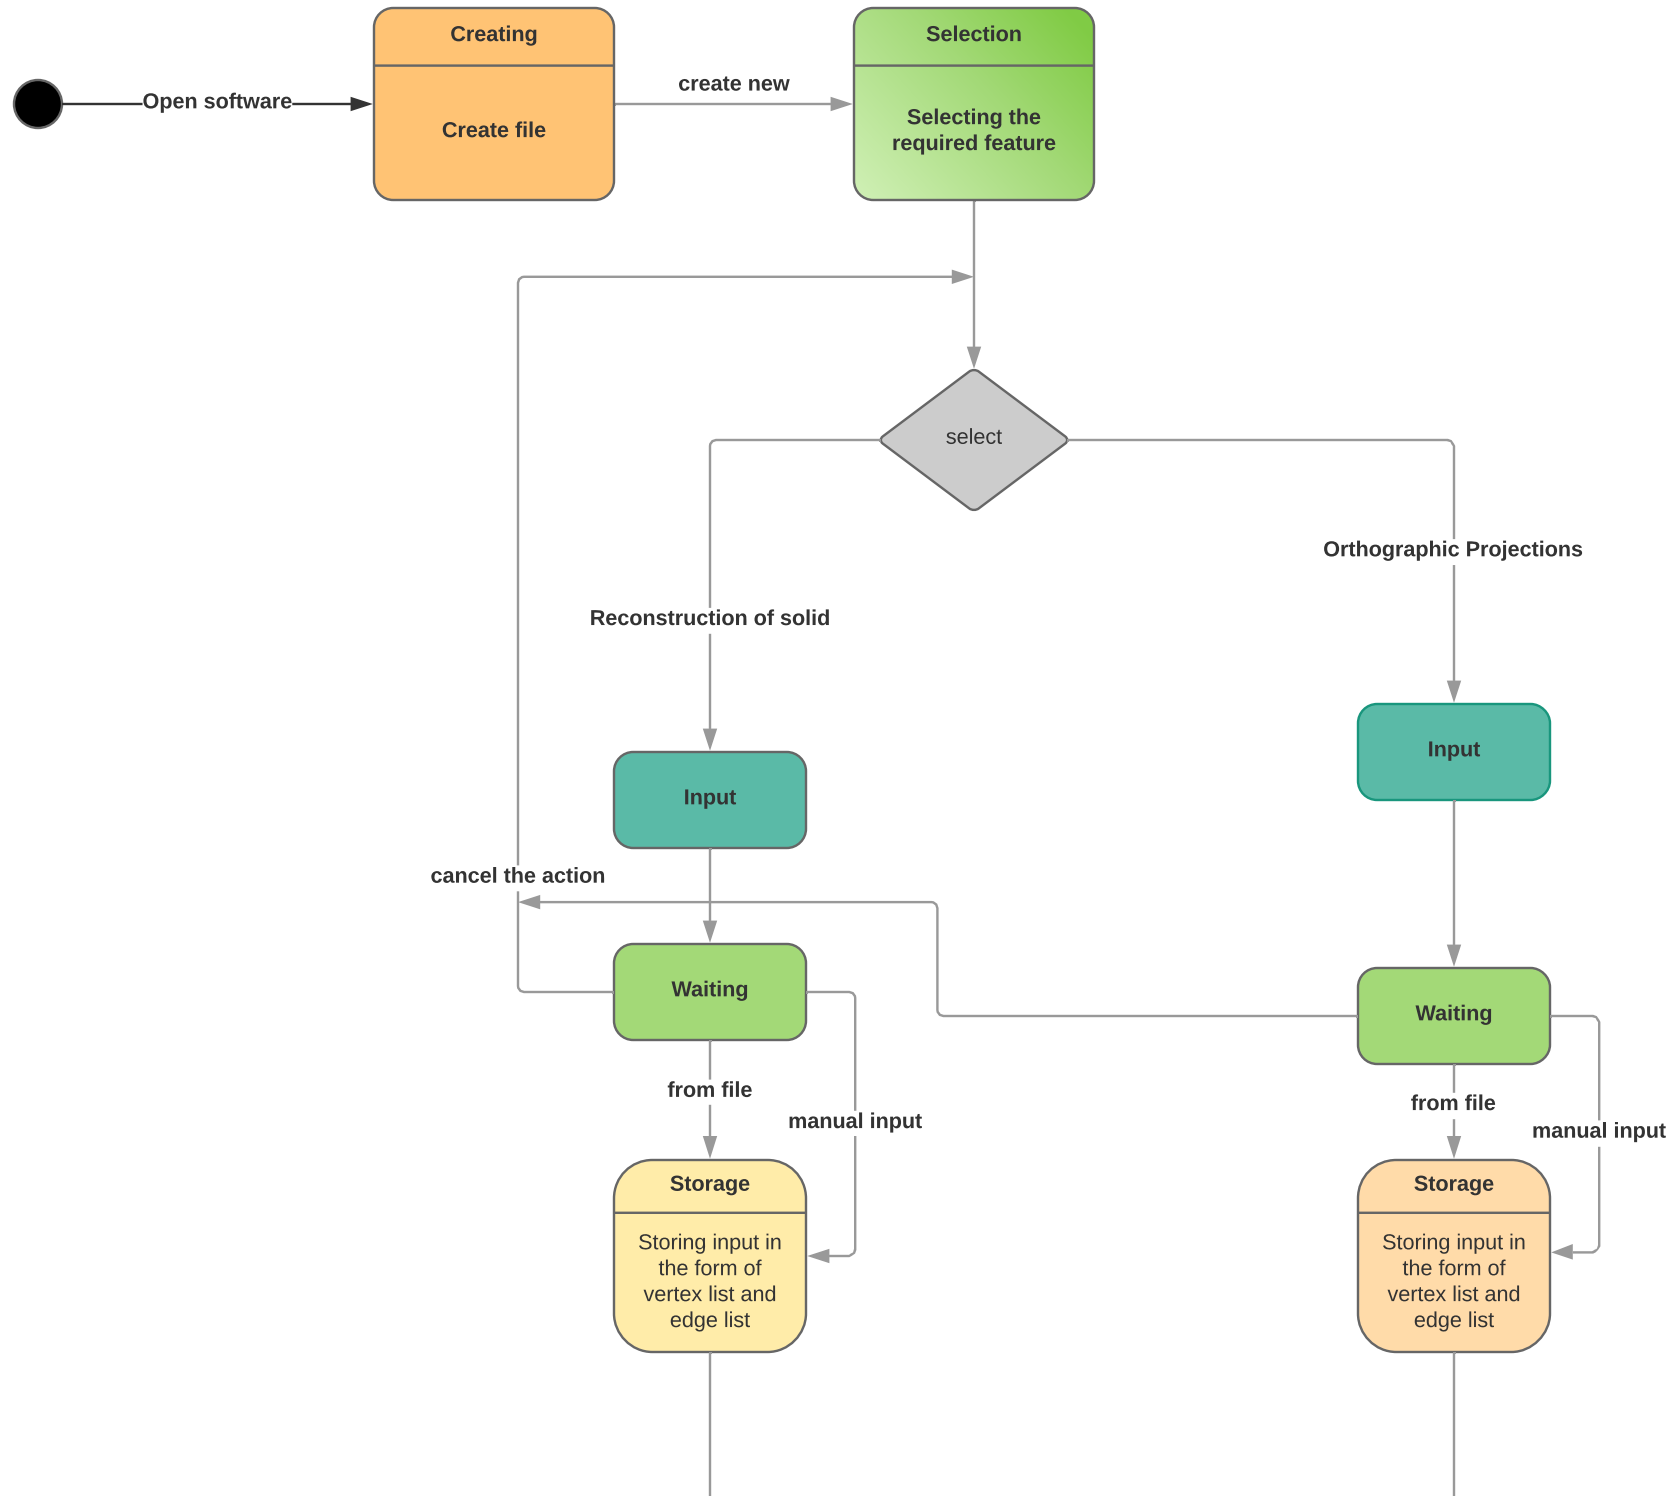 Creating
Selection
Open software
create new
Create file
Selecting the
required feature
select
Orthographic Projections
Reconstruction of solid
Input
Input
cancel the action
Waiting
Waiting
from file
from file
manual input
manual input
Storage
Storing input in
the form of
vertex list and
edge list
Storage
Storing input in
the form of
vertex list and
edge list